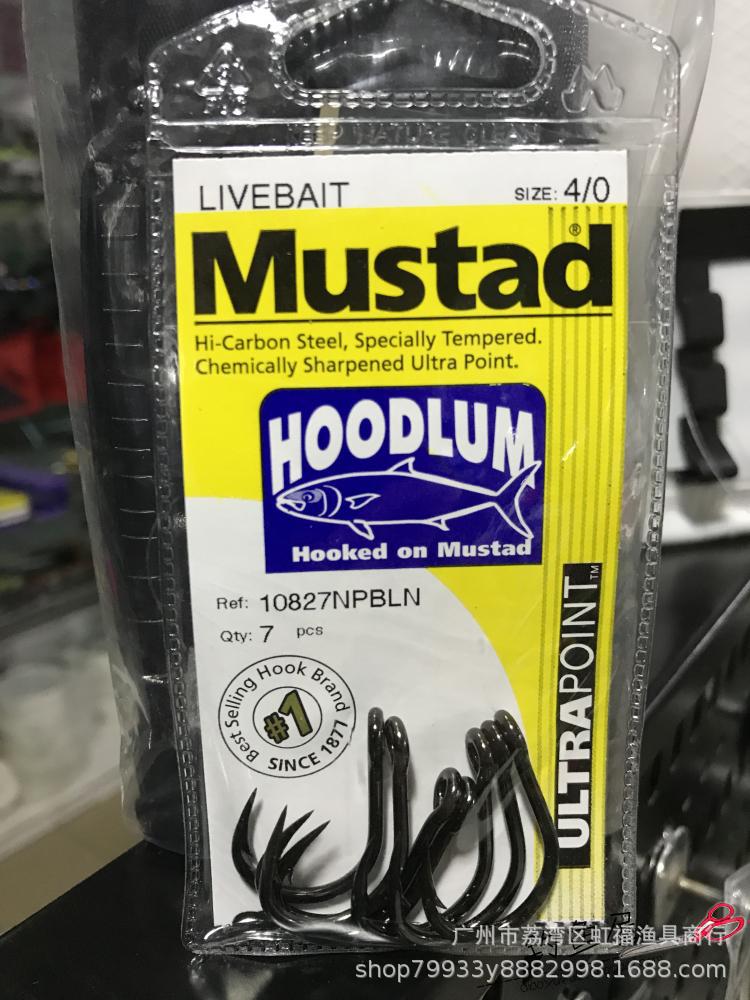 KEEP NATURE CLEAN
LIVEBAIT SIZE: 4/0
Mustad®
Hi-Carbon Steel, Specially Tempered.
Chemically Sharpened Ultra Point.
HOODLUM
Hooked on Mustad
Ref: 10827NPBLN
Qty: 7 pcs
Best Selling Hook Brand
#1
SINCE 1877
ULTRAPOINT™
广州市荔湾区虹福渔具商行
shop79933y8882998.1688.com